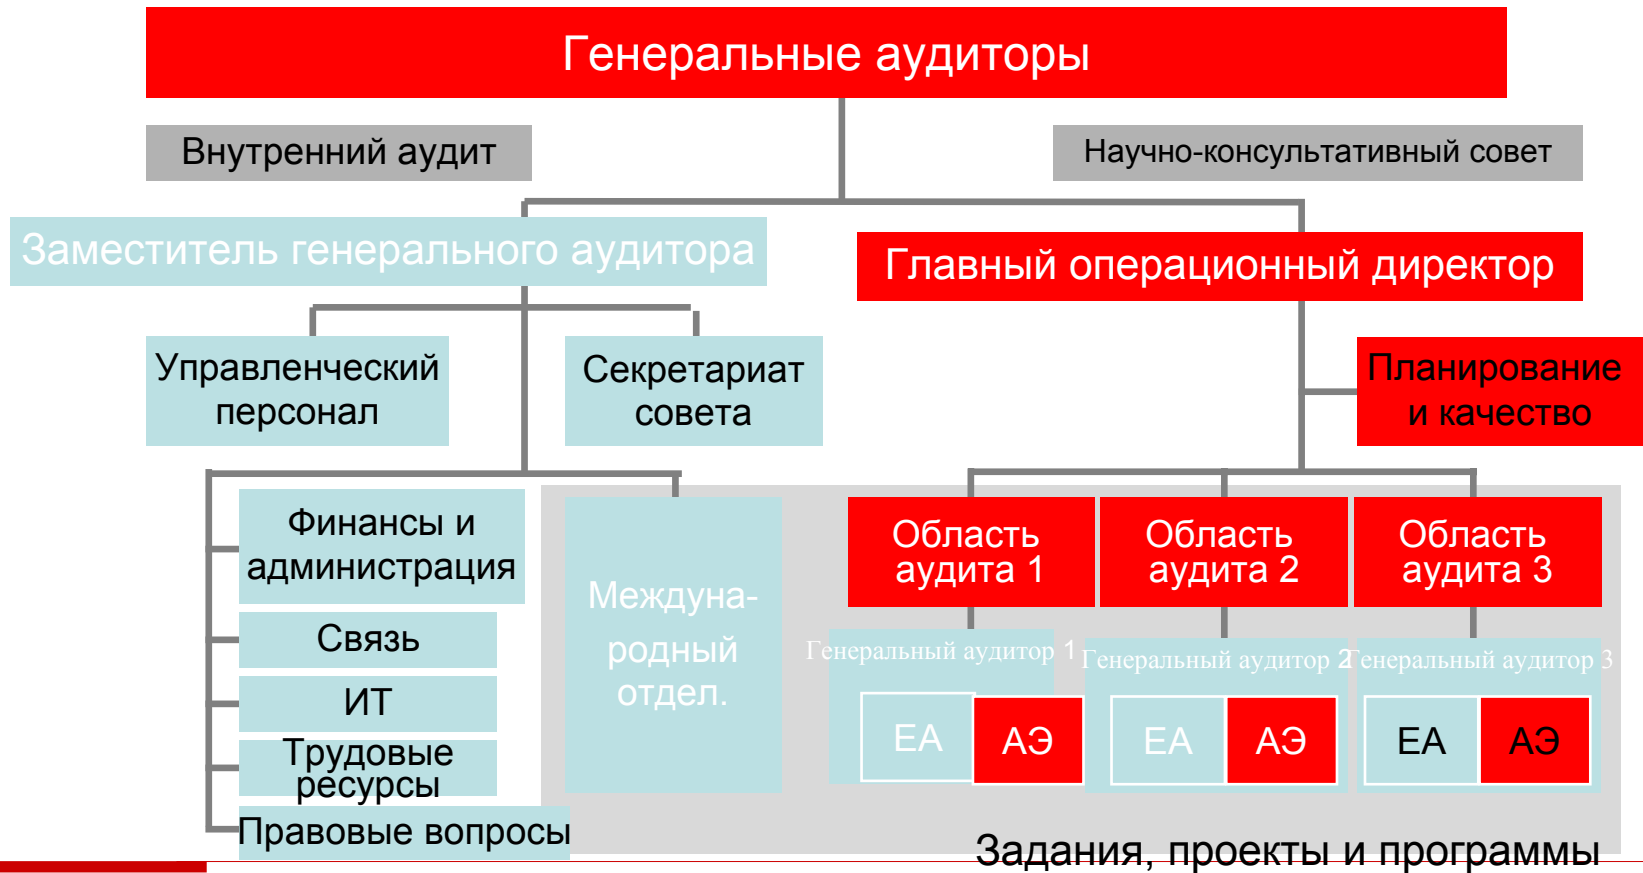 Генеральные аудиторы
Внутренний аудит
Научно-консультативный совет
Заместитель генерального аудитора
Главный операционный директор
Управленческий
персонал
Секретариат
совета
Планирование
и качество
Финансы и
администрация
Связь
ИТ
Трудовые
ресурсы
Правовые вопросы
Междуна-
родный
отдел.
Область
аудита 1
Область
аудита 2
Область
аудита 3
Генеральный аудитор 1
Генеральный аудитор 2
Генеральный аудитор 3
ЕА
АЭ
ЕА
АЭ
ЕА
АЭ
Задания, проекты и программы